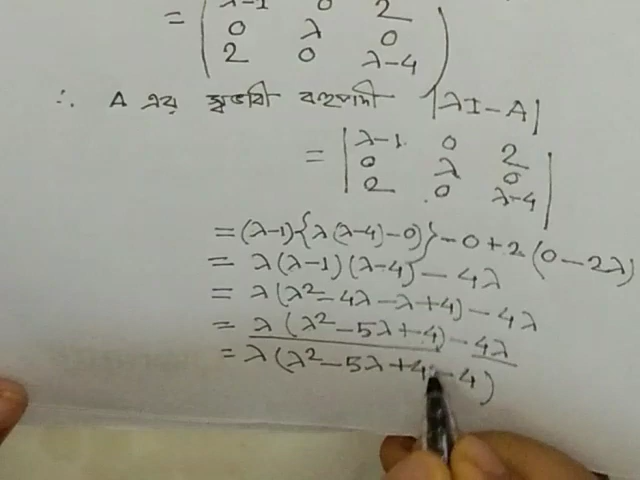 λ-1 0 2
= 0 λ 0
2 0 λ-4
∴ A এর স্বভাবী বহুপদী |λI-A|
λ-1 0 2
= 0 λ 0
2 0 λ-4
= (λ-1){λ(λ-4)-0}-0+2(0-2λ)
= λ(λ-1)(λ-4)-4λ
= λ(λ²-4λ-λ+4)-4λ
= λ(λ²-5λ+4)-4λ
= λ(λ²-5λ+4-4)